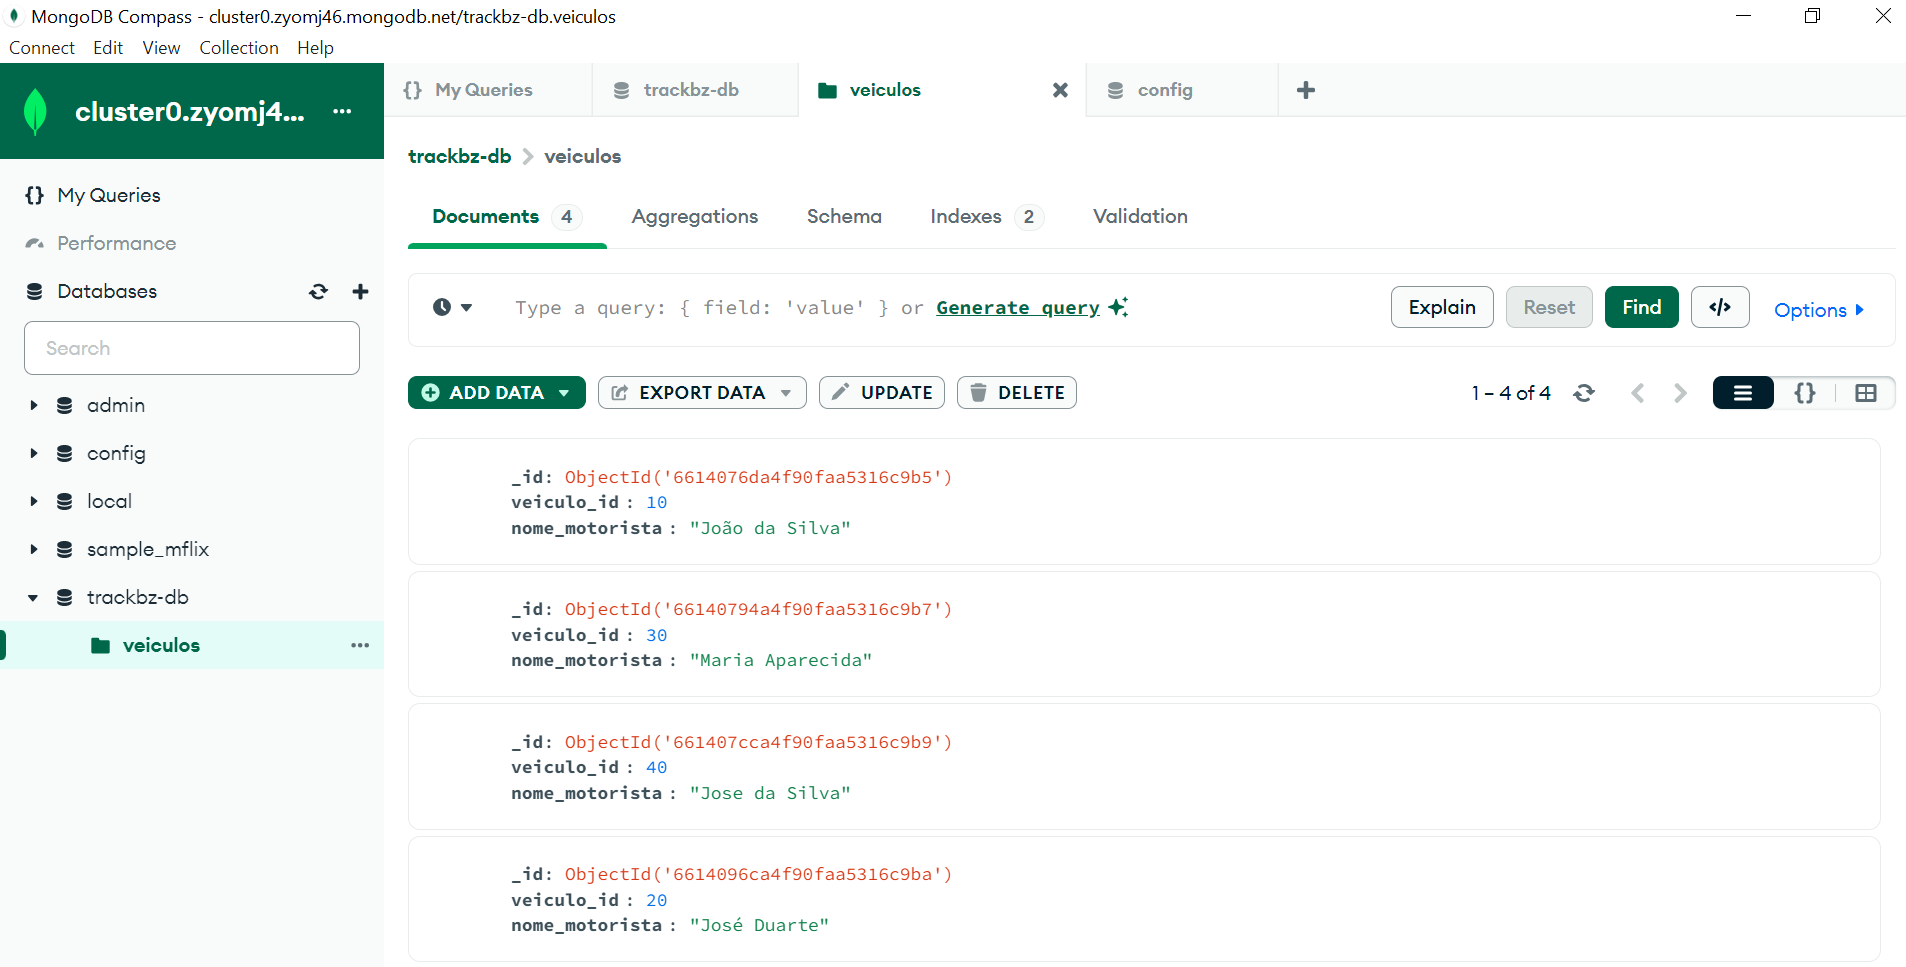 MongoDB Compass - cluster0.zyomj46.mongodb.net/trackbz-db.veiculos
Connect Edit View Collection Help
cluster0.zyomj4... ...
My Queries
Performance
Databases
Search
admin
config
local
sample_mflix
trackbz-db
veiculos ...
{} My Queries trackbz-db veiculos config
trackbz-db > veiculos
Documents 4 Aggregations Schema Indexes 2 Validation
Type a query: { field: 'value' } or Generate query Explain Reset Find </> Options
ADD DATA EXPORT DATA UPDATE DELETE 1 – 4 of 4 {}
_id: ObjectId('6614076da4f90faa5316c9b5')
veiculo_id : 10
nome_motorista : "João da Silva"
_id: ObjectId('66140794a4f90faa5316c9b7')
veiculo_id : 30
nome_motorista : "Maria Aparecida"
_id: ObjectId('661407cca4f90faa5316c9b9')
veiculo_id : 40
nome_motorista : "Jose da Silva"
_id: ObjectId('6614096ca4f90faa5316c9ba')
veiculo_id : 20
nome_motorista : "José Duarte"